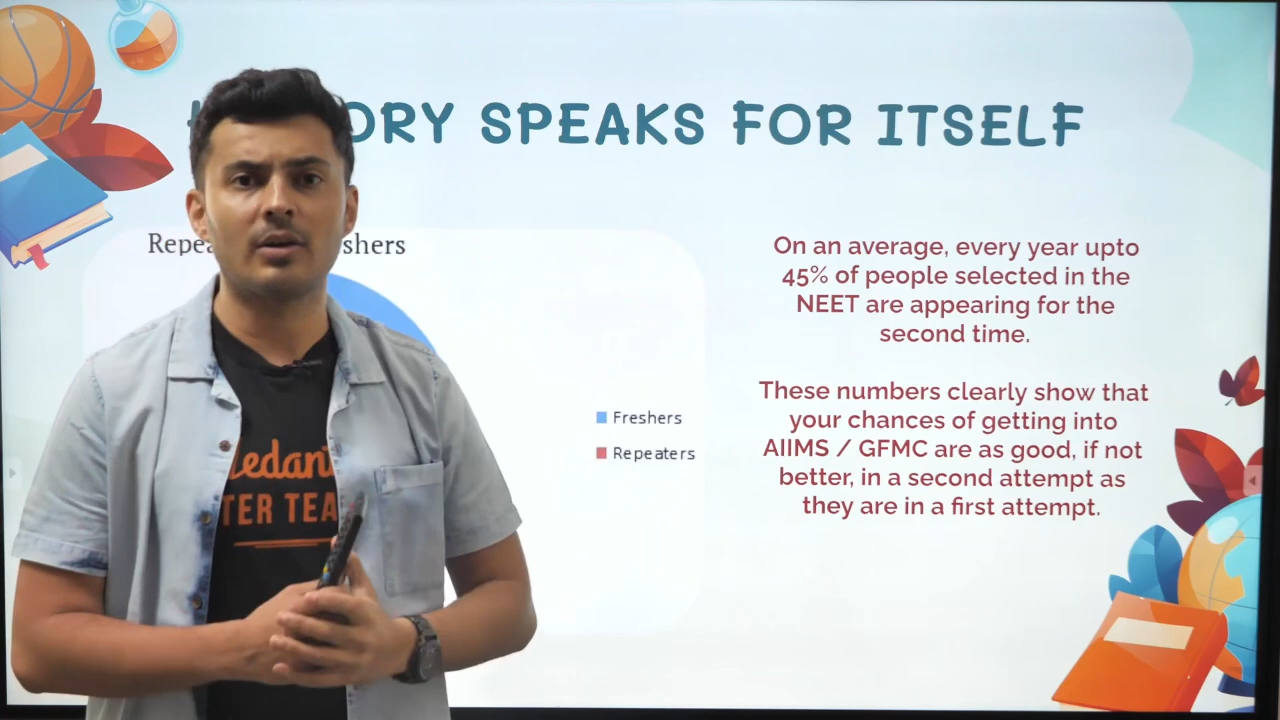 ORY SPEAKS FOR ITSELF
Repea shers
On an average, every year upto
45% of people selected in the
NEET are appearing for the
second time.
These numbers clearly show that
your chances of getting into
AIIMS / GFMC are as good, if not
better, in a second attempt as
they are in a first attempt.
Freshers
Repeaters
edant
TER TEA